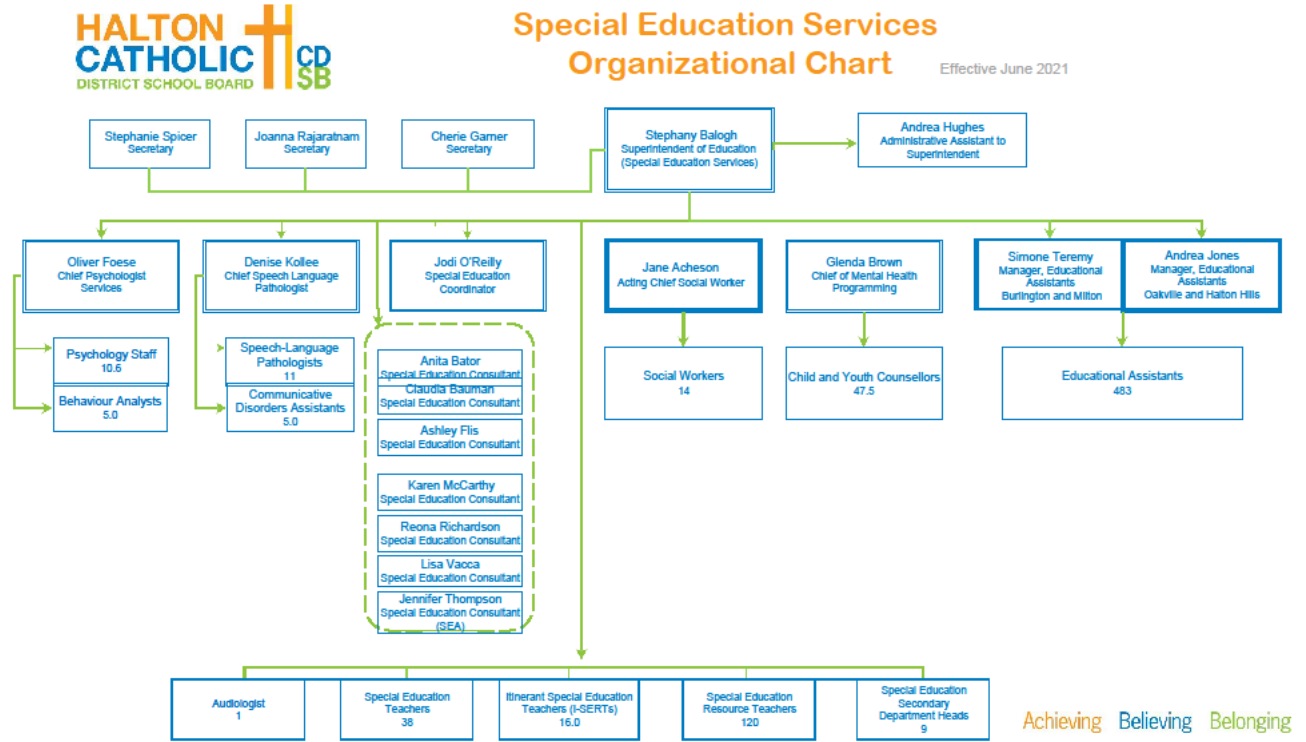 HALTON
CATHOLIC
DISTRICT SCHOOL BOARD
CD
SB
Special Education Services
Organizational Chart
Effective June 2021
Stephanie Spicer
Secretary
Joanna Rajaratnam
Secretary
Cherie Garner
Secretary
Stephany Balogh
Superintendent of Education
(Special Education Services)
Andrea Hughes
Administrative Assistant to
Superintendent
Oliver Foese
Chief Psychologist
Services
Denise Kollee
Chief Speech Language
Pathologist
Jodi O'Reilly
Special Education
Coordinator
Jane Acheson
Acting Chief Social Worker
Glenda Brown
Chief of Mental Health
Programming
Simone Teremy
Manager, Educational
Assistants
Burlington and Milton
Andrea Jones
Manager, Educational
Assistants
Oakville and Halton Hills
Psychology Staff
10.6
Behaviour Analysts
5.0
Speech-Language
Pathologists
11
Communicative
Disorders Assistants
5.0
Anita Bator
Special Education Consultant
Claudia Bauman
Special Education Consultant
Ashley Flis
Special Education Consultant
Karen McCarthy
Special Education Consultant
Reona Richardson
Special Education Consultant
Lisa Vacca
Special Education Consultant
Jennifer Thompson
Special Education Consultant
(SEA)
Social Workers
14
Child and Youth Counsellors
47.5
Educational Assistants
483
Audiologist
1
Special Education
Teachers
38
Itinerant Special Education
Teachers (I-SERTs)
16.0
Special Education
Resource Teachers
120
Special Education
Secondary
Department Heads
9
Achieving Believing Belonging